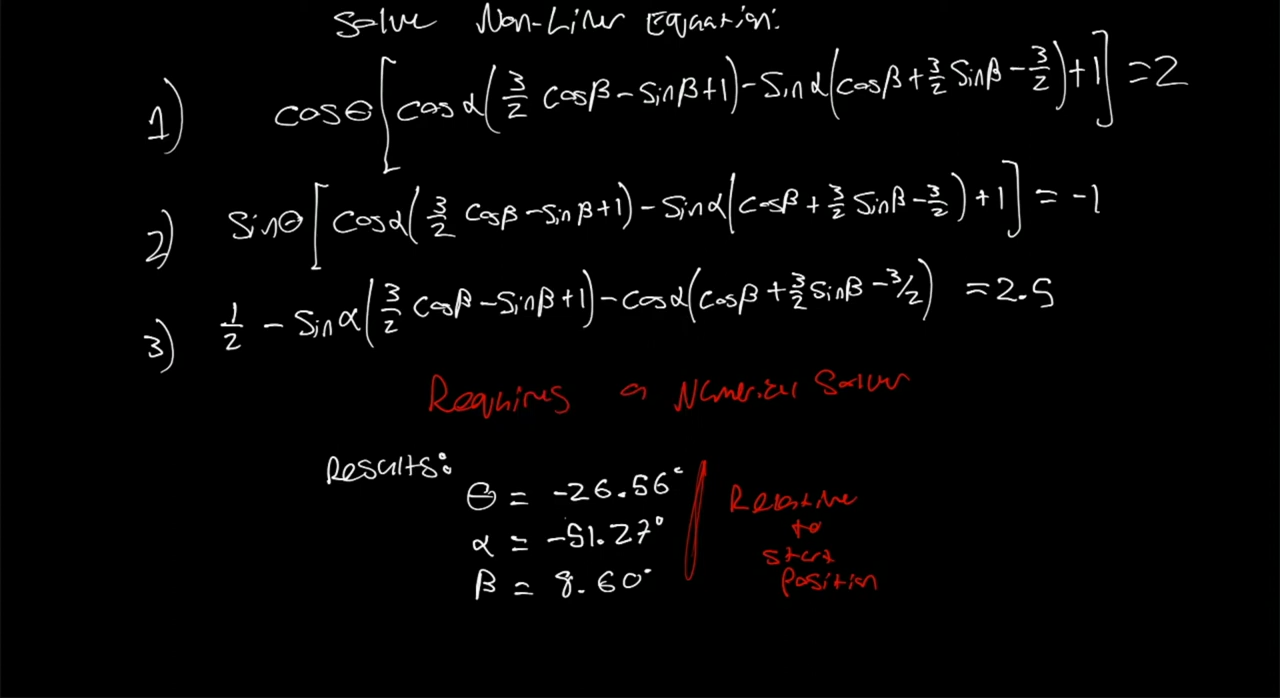 Solve Non-Liner Equation:
1) cosθ[cosα(3/2 cosβ - sinβ+1) - Sinα(cosβ+3/2 Sinβ - 3/2)+1] = 2
2) Sinθ[cosα(3/2 cosβ - sinβ+1) - Sinα(cosβ+3/2 Sinβ - 3/2)+1] = -1
3) 1/2 - Sinα(3/2 cosβ - sinβ+1) - cosα(cosβ+3/2 Sinβ - 3/2) = 2.5
Requires a Numerical Solver
Results:
θ = -26.56°
α = -51.27°
β = 8.60°
Relative
to
start
Position